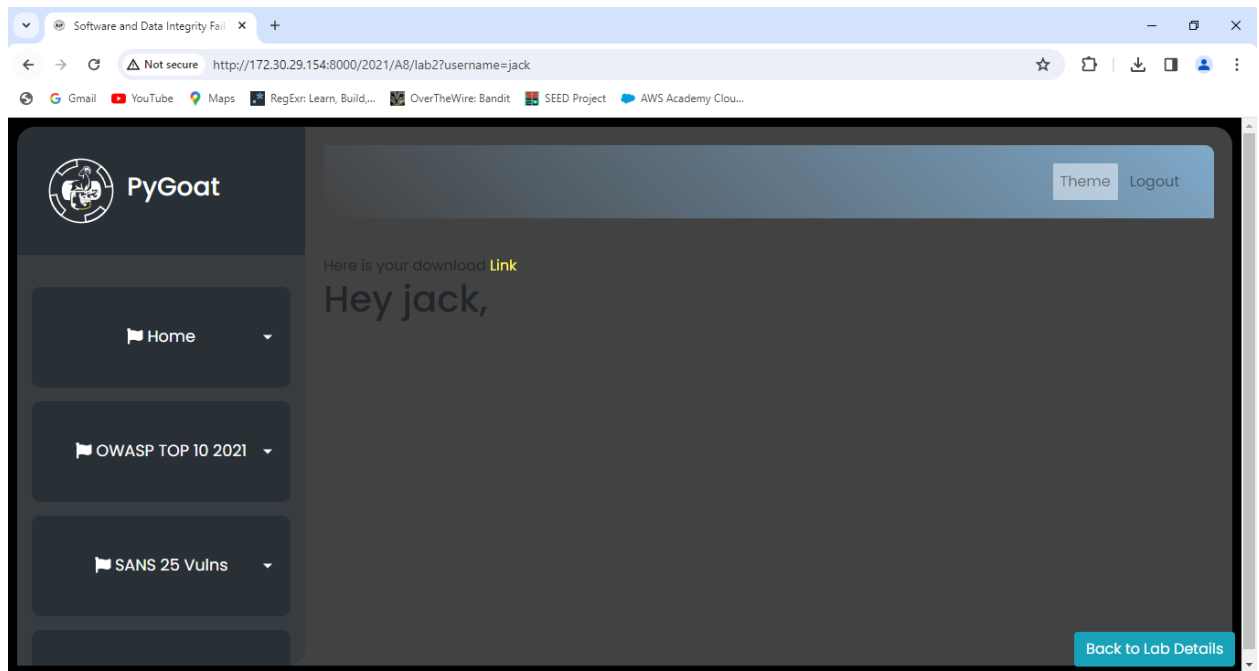 Software and Data Integrity Fail
Not secure http://172.30.29.154:8000/2021/A8/lab2?username=jack
Gmail YouTube Maps RegExr: Learn, Build,... OverTheWire: Bandit SEED Project AWS Academy Clou...
PyGoat
Theme Logout
Here is your download Link
Hey jack,
Home
OWASP TOP 10 2021
SANS 25 Vulns
Back to Lab Details